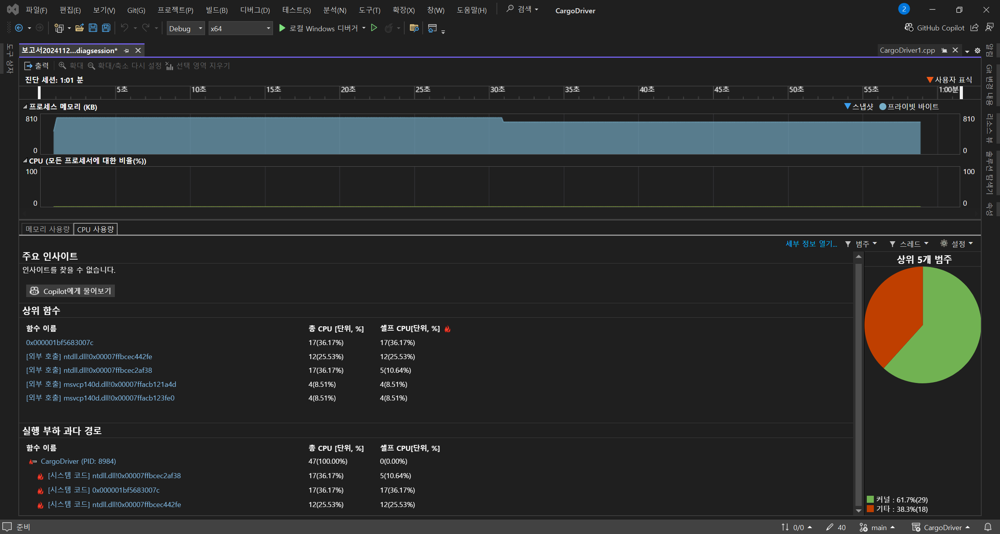 파일(F) 편집(E) 보기(V) Git(G) 프로젝트(P) 빌드(B) 디버그(D) 테스트(S) 분석(N) 도구(T) 확장(X) 창(W) 도움말(H) 검색 CargoDriver 2
Debug x64 로컬 Windows 디버거 GitHub Copilot
도구 상자
보고서2024112...diagsession* CargoDriver1.cpp
출력 확대 확대/축소 다시 설정 선택 영역 지우기
진단 세션: 1:01 분 사용자 표식
5초 10초 15초 20초 25초 30초 35초 40초 45초 50초 55초 1:00분
프로세스 메모리 (KB) 스냅샷 프라이빗 바이트
810 810
0 0
CPU (모든 프로세서에 대한 비율(%))
100 100
0 0
메모리 사용량 CPU 사용량
세부 정보 열기... 범주 스레드 설정
주요 인사이트
인사이트를 찾을 수 없습니다.
Copilot에게 물어보기
상위 함수
함수 이름 총 CPU [단위, %] 셀프 CPU[단위, %]
0x000001bf5683007c 17(36.17%) 17(36.17%)
[외부 호출] ntdll.dll!0x00007ffbcec442fe 12(25.53%) 12(25.53%)
[외부 호출] ntdll.dll!0x00007ffbcec2af38 17(36.17%) 5(10.64%)
[외부 호출] msvcp140d.dll!0x00007ffacb121a4d 4(8.51%) 4(8.51%)
[외부 호출] msvcp140d.dll!0x00007ffacb123fe0 4(8.51%) 4(8.51%)
실행 부하 과다 경로
함수 이름 총 CPU [단위, %] 셀프 CPU[단위, %]
CargoDriver (PID: 8984) 47(100.00%) 0(0.00%)
[시스템 코드] ntdll.dll!0x00007ffbcec2af38 17(36.17%) 5(10.64%)
[시스템 코드] 0x000001bf5683007c 17(36.17%) 17(36.17%)
[시스템 코드] ntdll.dll!0x00007ffbcec442fe 12(25.53%) 12(25.53%)
상위 5개 범주
커널 : 61.7%(29)
기타 : 38.3%(18)
알림
Git 변경 내용
리소스 뷰
솔루션 탐색기
속성
준비 0/0 40 main CargoDriver